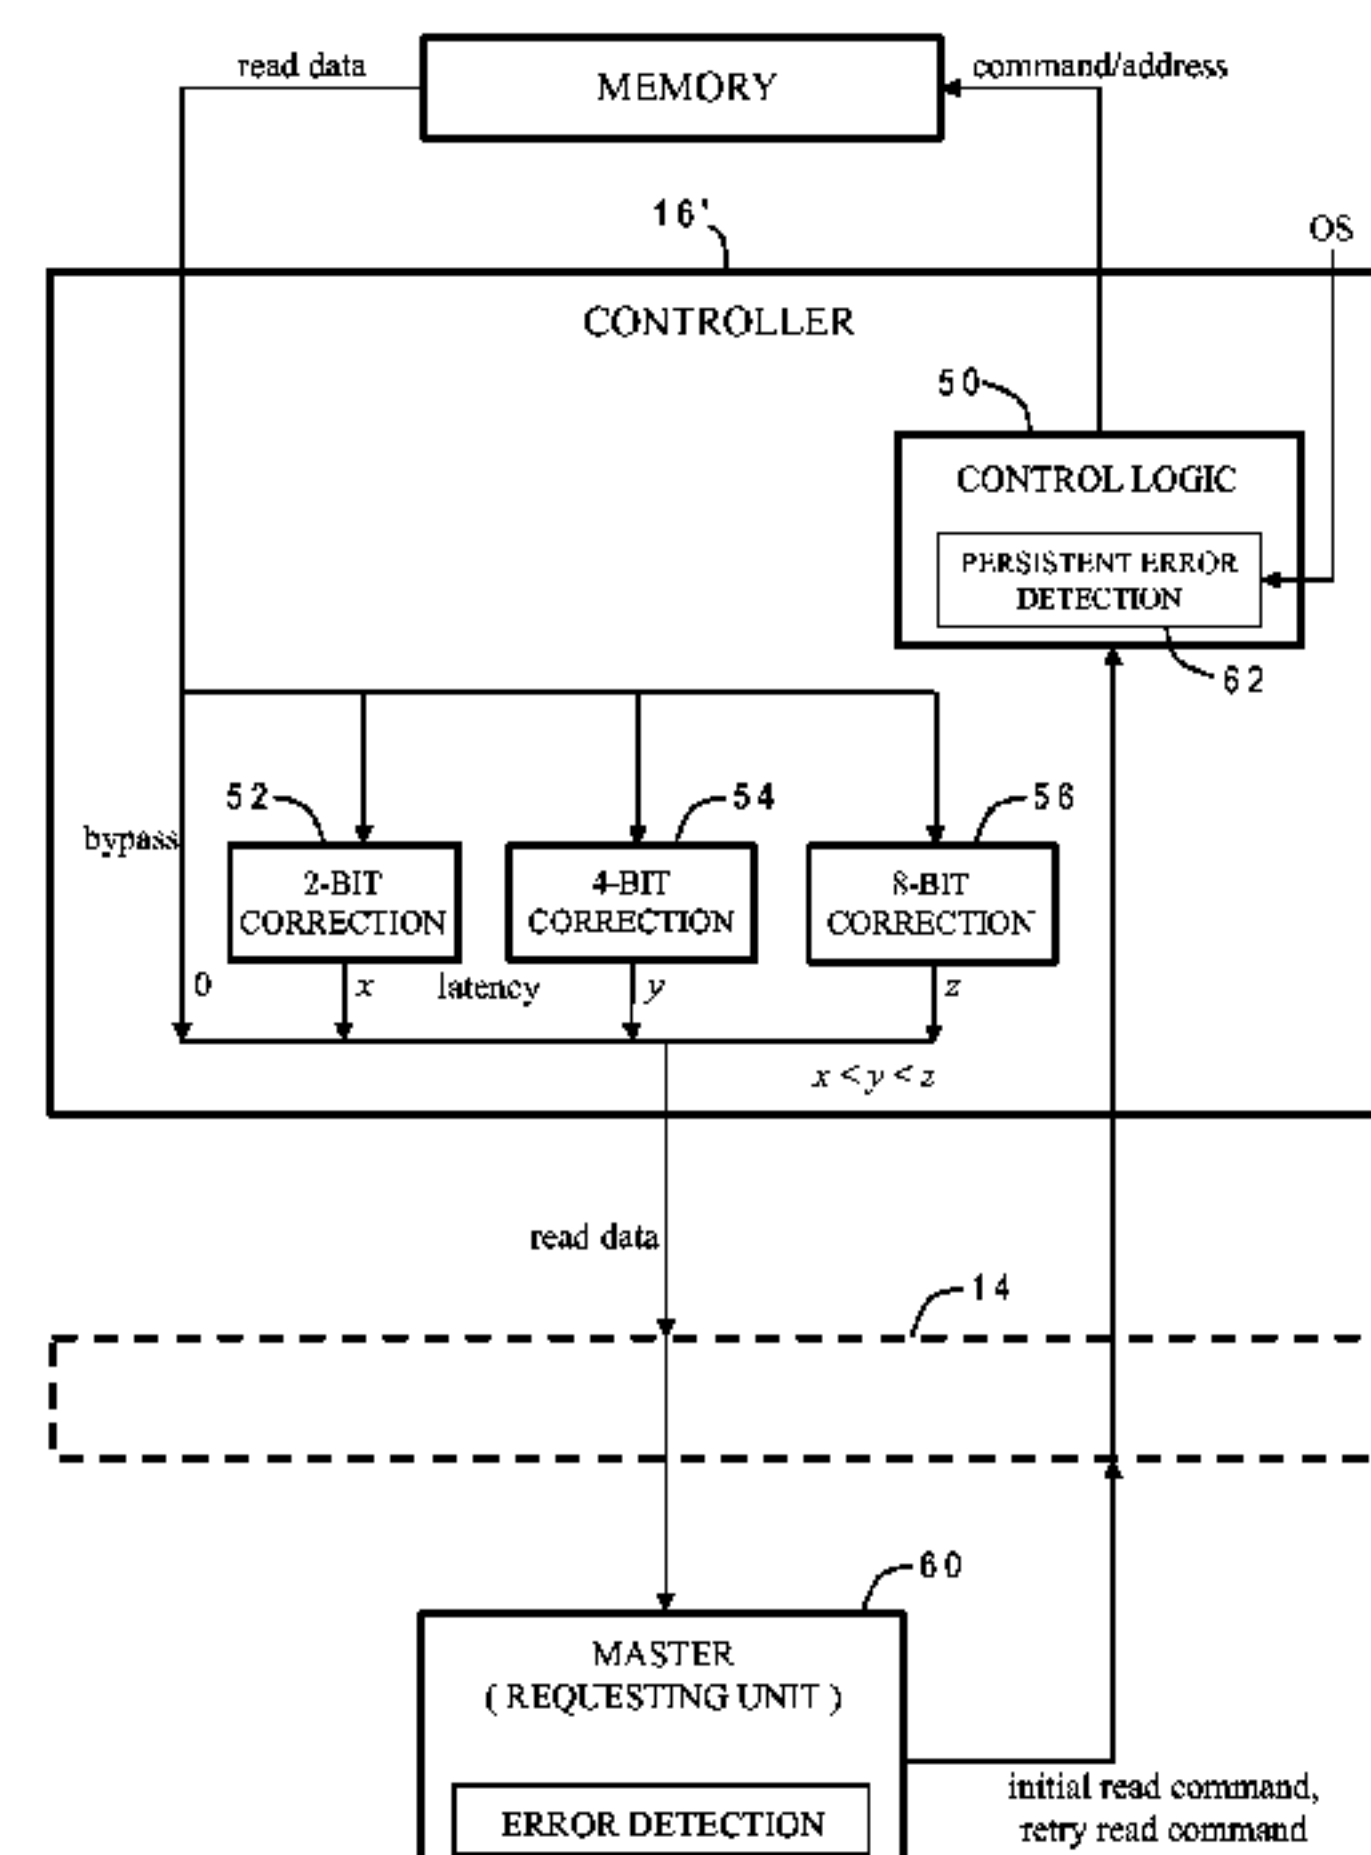 read data
MEMORY
command/address
16'
OS
CONTROLLER
50
CONTROL LOGIC
PERSISTENT ERROR
DETECTION
62
52
54
56
bypass
2-BIT
CORRECTION
4-BIT
CORRECTION
8-BIT
CORRECTION
0
x
latency
y
z
x < y < z
read data
14
60
MASTER
( REQUESTING UNIT )
ERROR DETECTION
initial read command,
retry read command